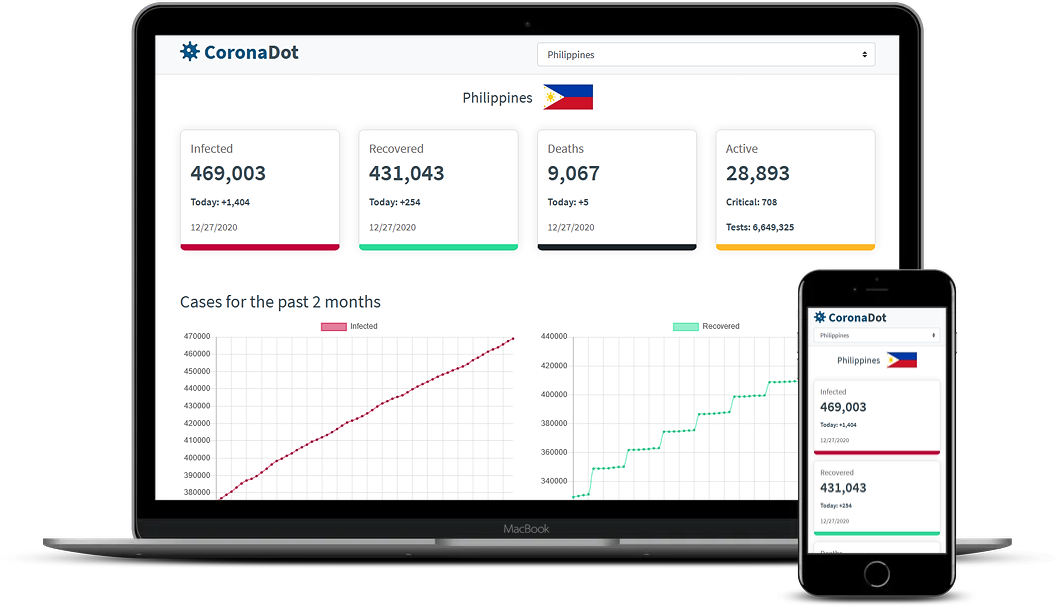 CoronaDot
Philippines
Philippines
Infected
469,003
Today: +1,404
12/27/2020
Recovered
431,043
Today: +254
12/27/2020
Deaths
9,067
Today: +5
12/27/2020
Active
28,893
Critical: 708
Tests: 6,649,325
Cases for the past 2 months
Infected
470000
460000
450000
440000
430000
420000
410000
400000
390000
380000
Recovered
440000
420000
400000
380000
360000
340000
MacBook
CoronaDot
Philippines
Philippines
Infected
469,003
Today: +1,404
12/27/2020
Recovered
431,043
Today: +254
12/27/2020
Deaths